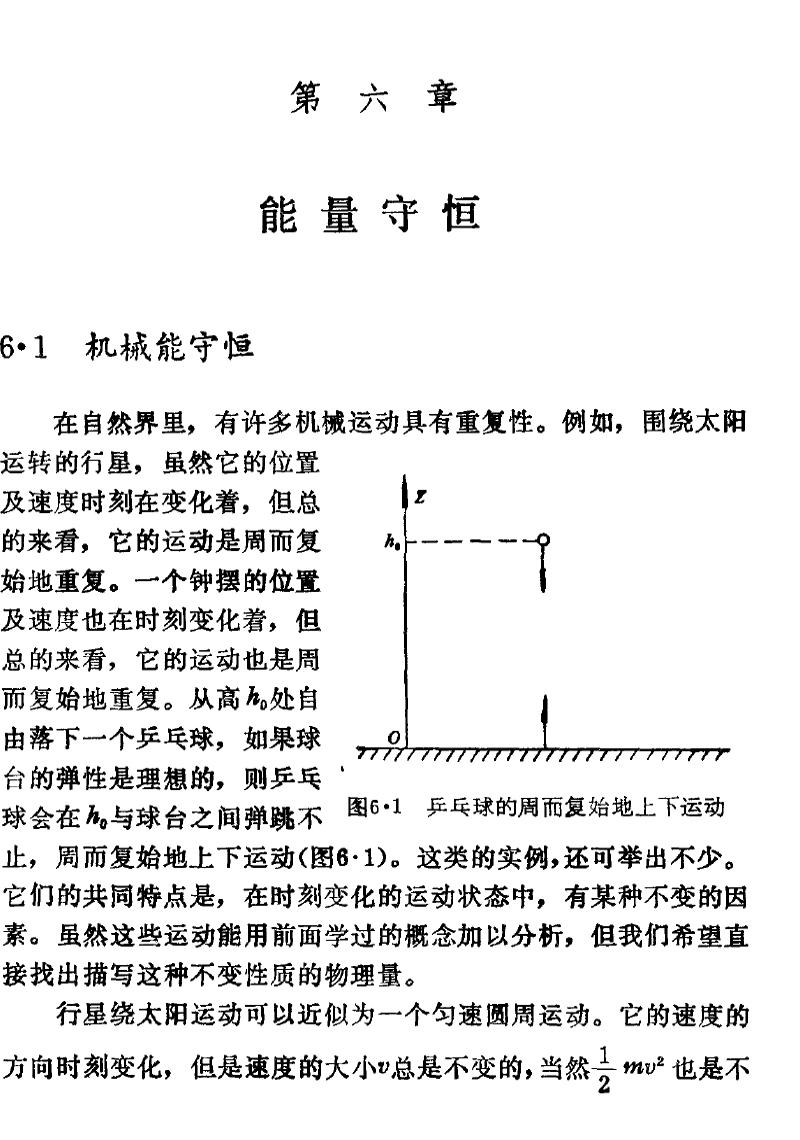 第 六 章
能量守恒
6·1 机械能守恒
在自然界里，有许多机械运动具有重复性。例如，围绕太阳
运转的行星，虽然它的位置
及速度时刻在变化着，但总
的来看，它的运动是周而复
始地重复。一个钟摆的位置
及速度也在时刻变化着，但
总的来看，它的运动也是周
而复始地重复。从高h₀处自
由落下一个乒乓球，如果球
台的弹性是理想的，则乒乓
球会在h₀与球台之间弹跳不
Z
h₀
O
图6·1 乒乓球的周而复始地上下运动
止，周而复始地上下运动(图6·1)。这类的实例，还可举出不少。
它们的共同特点是，在时刻变化的运动状态中，有某种不变的因
素。虽然这些运动能用前面学过的概念加以分析，但我们希望直
接找出描写这种不变性质的物理量。
行星绕太阳运动可以近似为一个匀速圆周运动。它的速度的
方向时刻变化，但是速度的大小v总是不变的，当然½mv²也是不